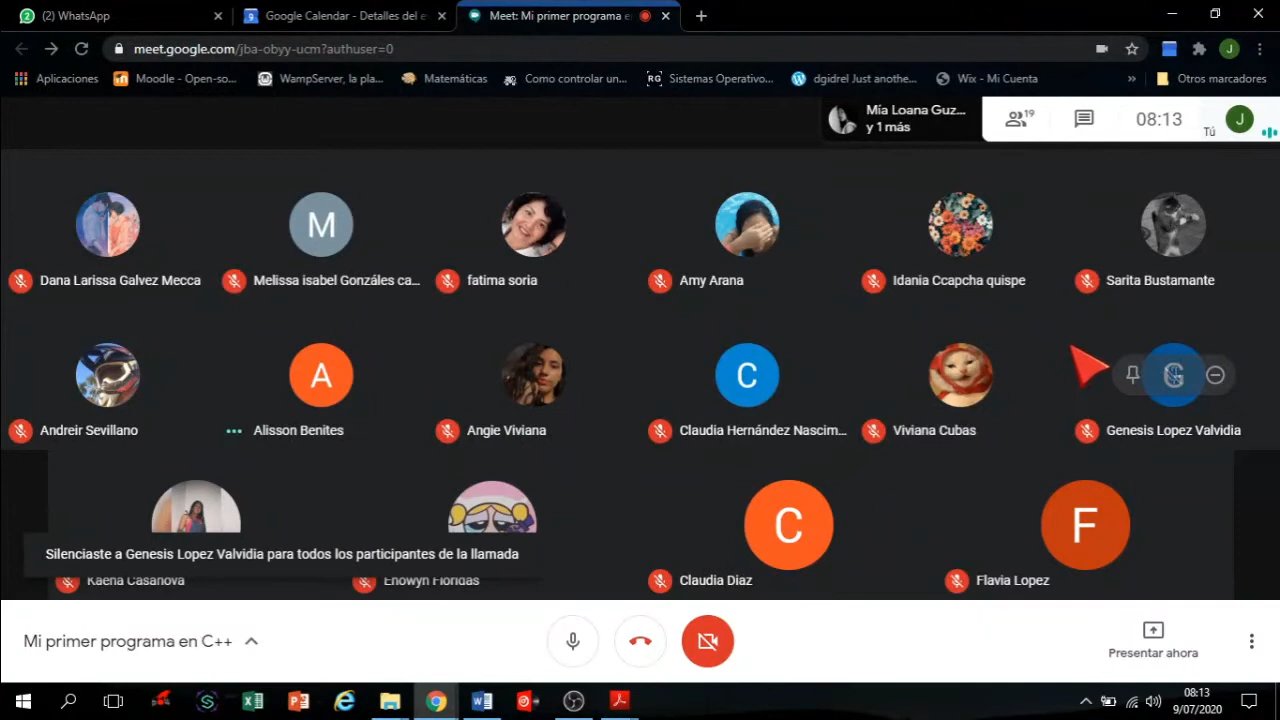 (2) WhatsApp
Google Calendar - Detalles del e
Meet: Mi primer programa en
meet.google.com/jba-obyy-ucm?authuser=0
J
Aplicaciones
Moodle - Open-so...
WampServer, la pla...
Matemáticas
Como controlar un...
RG
Sistemas Operativo...
dgidrel Just anothe...
Wix - Mi Cuenta
»
Otros marcadores
Mía Loana Guz...
y 1 más
19
08:13
Tú
J
M
Dana Larissa Galvez Mecca
Melissa isabel Gonzáles ca...
fatima soria
Amy Arana
Idania Ccapcha quispe
Sarita Bustamante
A
C
G
Andreir Sevillano
Alisson Benites
Angie Viviana
Claudia Hernández Nascim...
Viviana Cubas
Genesis Lopez Valvidia
C
F
Silenciaste a Genesis Lopez Valvidia para todos los participantes de la llamada
Kaena Casanova
Enowyn Floridas
Claudia Diaz
Flavia Lopez
Mi primer programa en C++
Presentar ahora
08:13
9/07/2020